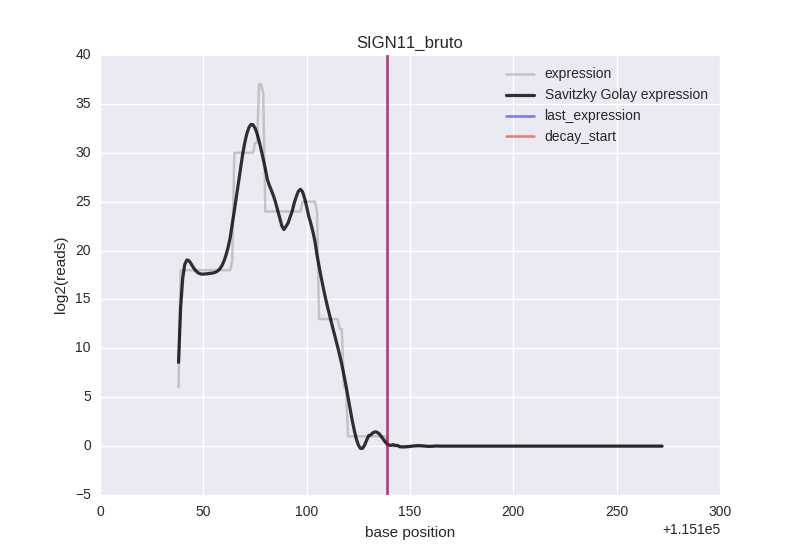 SIGN11_bruto
40
35
30
25
20
15
10
5
0
−5
log2(reads)
expression
Savitzky Golay expression
last_expression
decay_start
0 50 100 150 200 250 300
base position
+1.151e5